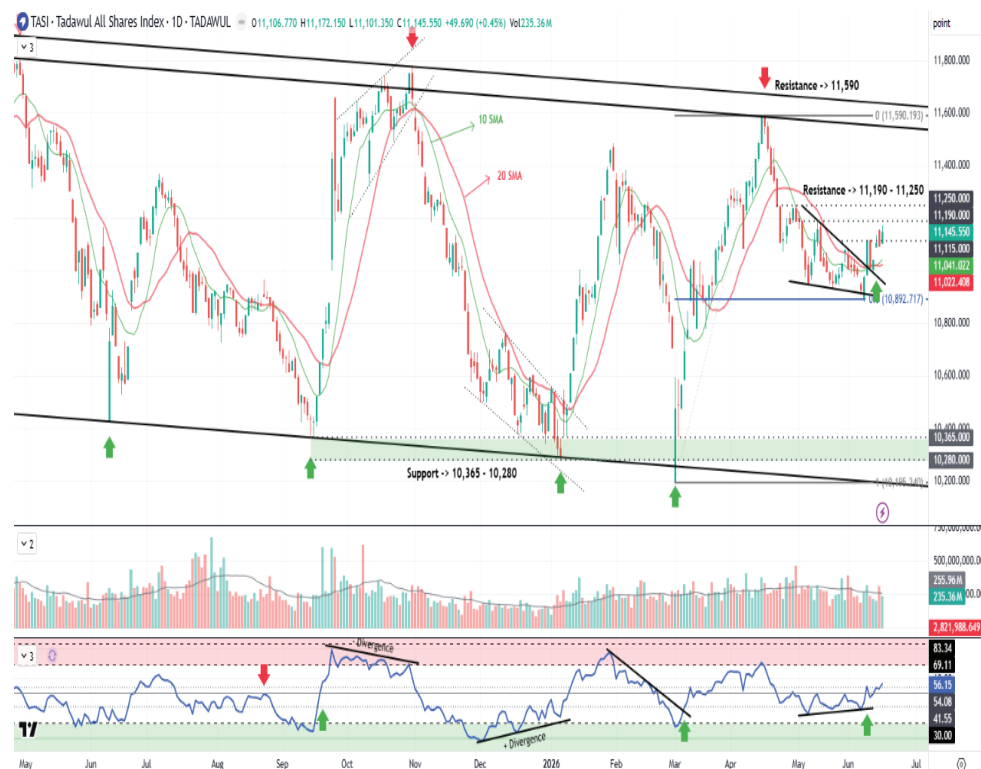 TASI · Tadawul All Shares Index · 1D · TADAWUL O11,106.770 H11,172.150 L11,101.350 C11,145.550 +49.690 (+0.45%) Vol235.36M
point
3
11,800.000
Resistance -> 11,590
11,600.000
0 (11,590.193)
10 SMA
11,400.000
20 SMA
Resistance -> 11,190 - 11,250
11,250.000
11,190.000
11,145.550
11,115.000
11,041.022
11,022.408
(10,892.717)
10,800.000
10,600.000
10,400.000
10,365.000
Support -> 10,365 - 10,280
10,280.000
10,200.000
2
500,000,000.00
255.96M
235.36M
2,821,988.649
- Divergence
83.34
3
69.11
56.15
54.08
41.55
+ Divergence
30.00
May Jun Jul Aug Sep Oct Nov Dec 2026 Feb Mar Apr May Jun Jul